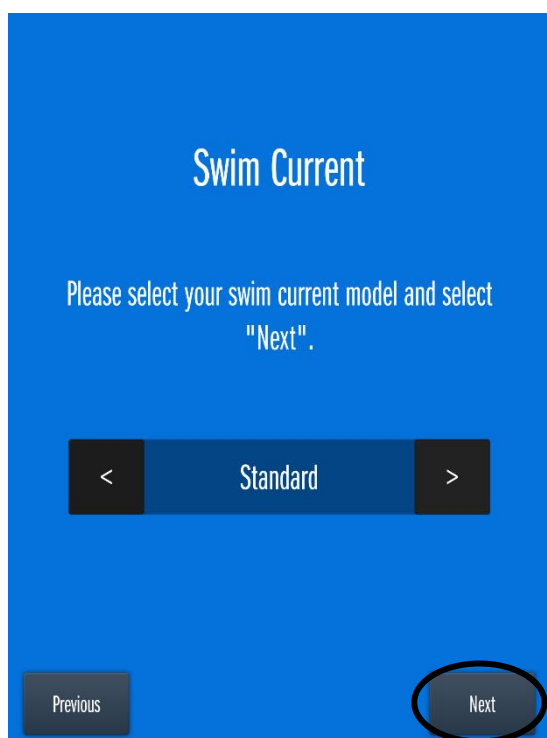 Swim Current
Please select your swim current model and select
"Next".
< Standard >
Previous Next